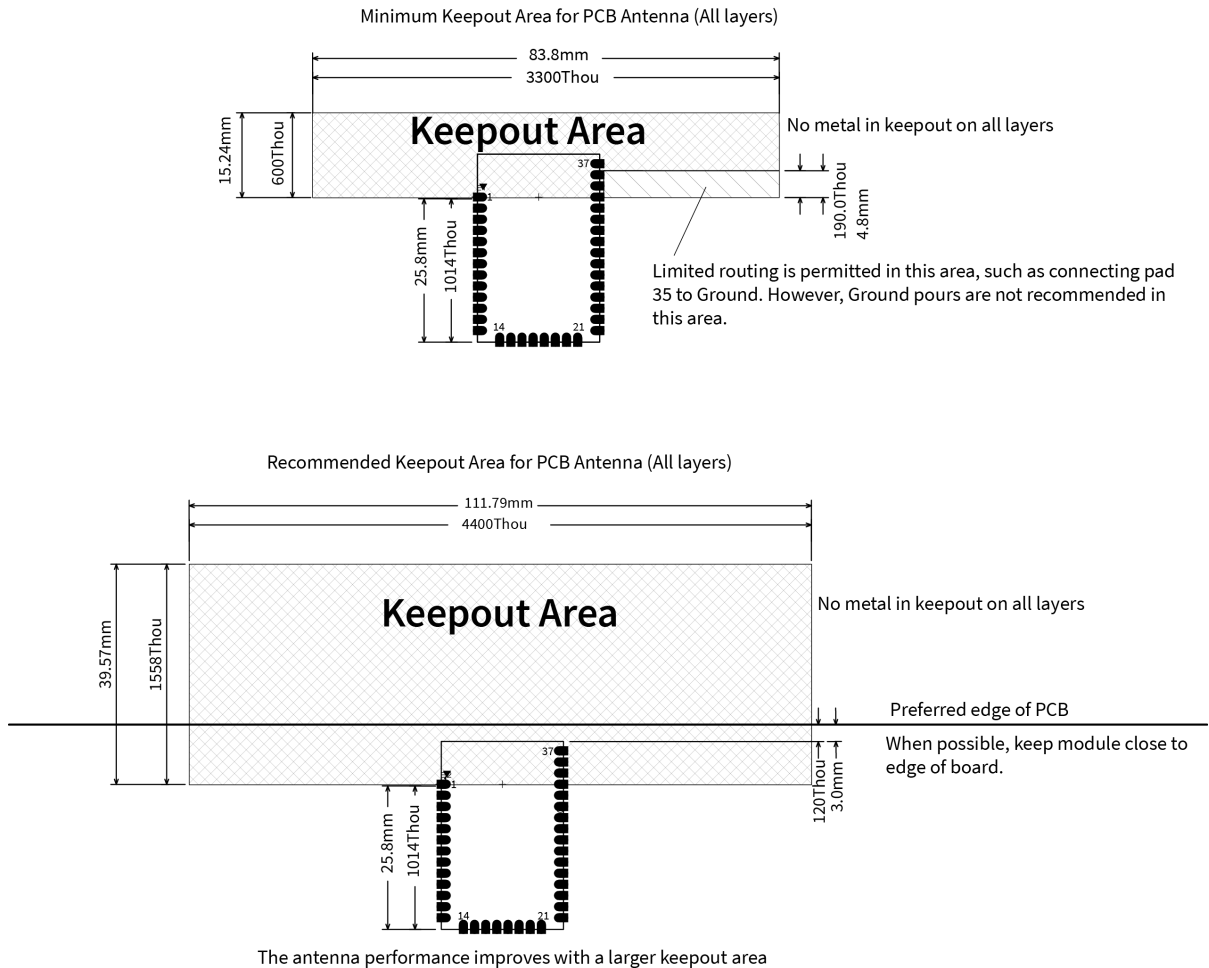 Minimum Keepout Area for PCB Antenna (All layers)
83.8mm
3300Thou
Keepout Area
No metal in keepout on all layers
15.24mm
600Thou
37
1
190.0Thou
4.8mm
25.8mm
1014Thou
Limited routing is permitted in this area, such as connecting pad
35 to Ground. However, Ground pours are not recommended in
this area.
14
21
Recommended Keepout Area for PCB Antenna (All layers)
111.79mm
4400Thou
Keepout Area
No metal in keepout on all layers
39.57mm
1558Thou
Preferred edge of PCB
When possible, keep module close to
edge of board.
37
1
120Thou
3.0mm
25.8mm
1014Thou
14
21
The antenna performance improves with a larger keepout area